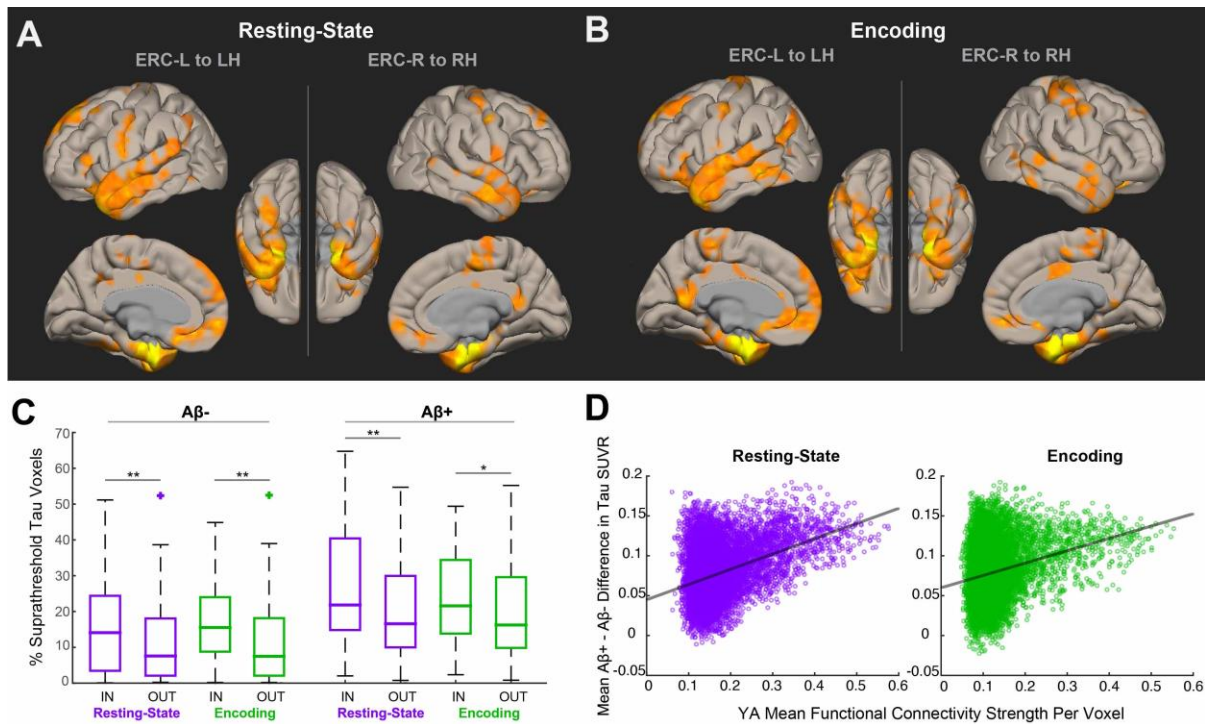 A
Resting-State
ERC-L to LH
ERC-R to RH
B
Encoding
ERC-L to LH
ERC-R to RH
C
Aβ-
Aβ+
% Suprathreshold Tau Voxels
70
60
50
40
30
20
10
0
**
**
**
*
IN
OUT
IN
OUT
IN
OUT
IN
OUT
Resting-State
Encoding
Resting-State
Encoding
D
Resting-State
Encoding
Mean Aβ+ - Aβ- Difference in Tau SUVR
0.2
0.15
0.1
0.05
0
-0.05
0
0.1
0.2
0.3
0.4
0.5
0.6
0.2
0.15
0.1
0.05
0
-0.05
0
0.1
0.2
0.3
0.4
0.5
0.6
YA Mean Functional Connectivity Strength Per Voxel